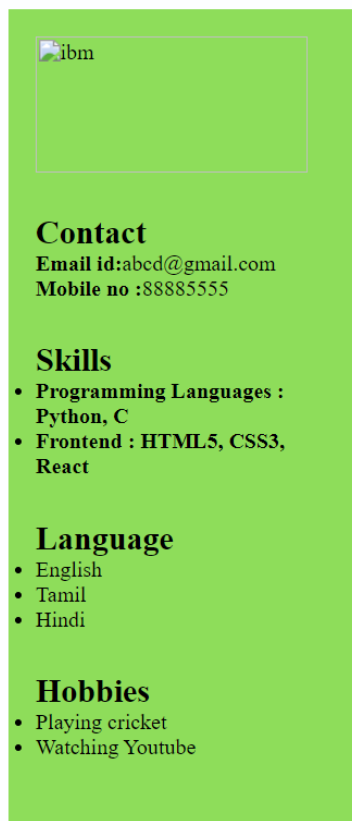 ibm
Contact
Email id:abcd@gmail.com
Mobile no :88885555
Skills
Programming Languages :
Python, C
Frontend : HTML5, CSS3,
React
Language
English
Tamil
Hindi
Hobbies
Playing cricket
Watching Youtube